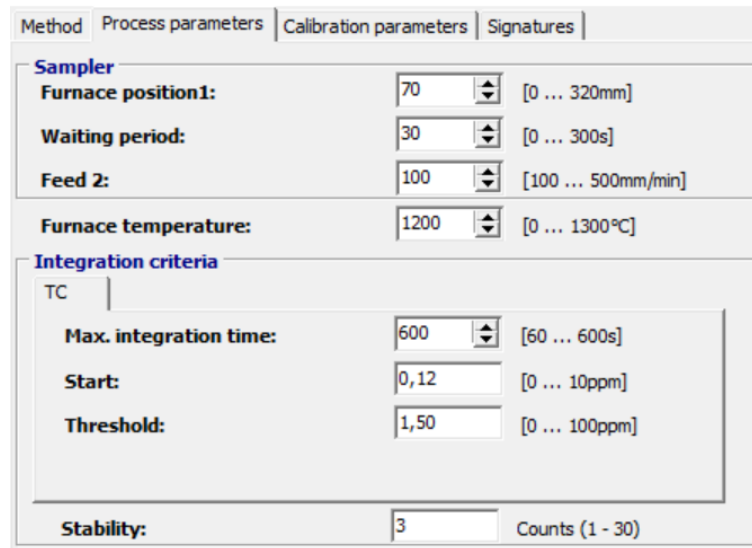 Method Process parameters Calibration parameters Signatures
Sampler
Furnace position1: 70 [0 ... 320mm]
Waiting period: 30 [0 ... 300s]
Feed 2: 100 [100 ... 500mm/min]
Furnace temperature: 1200 [0 ... 1300°C]
Integration criteria
TC
Max. integration time: 600 [60 ... 600s]
Start: 0,12 [0 ... 10ppm]
Threshold: 1,50 [0 ... 100ppm]
Stability: 3 Counts (1 - 30)